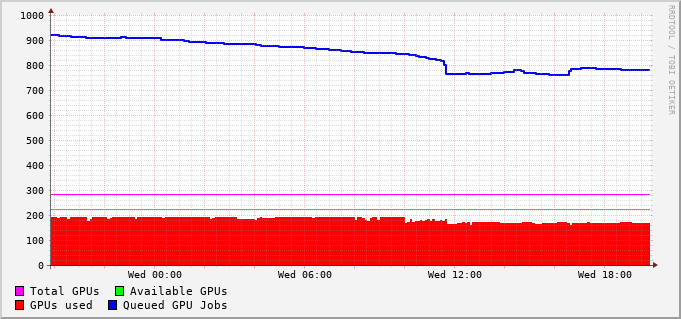 1000
900
800
700
600
500
400
300
200
100
0
Wed 00:00 Wed 06:00 Wed 12:00 Wed 18:00
Total GPUs Available GPUs
GPUs used Queued GPU Jobs
RRDTOOL / TOBI OETIKER